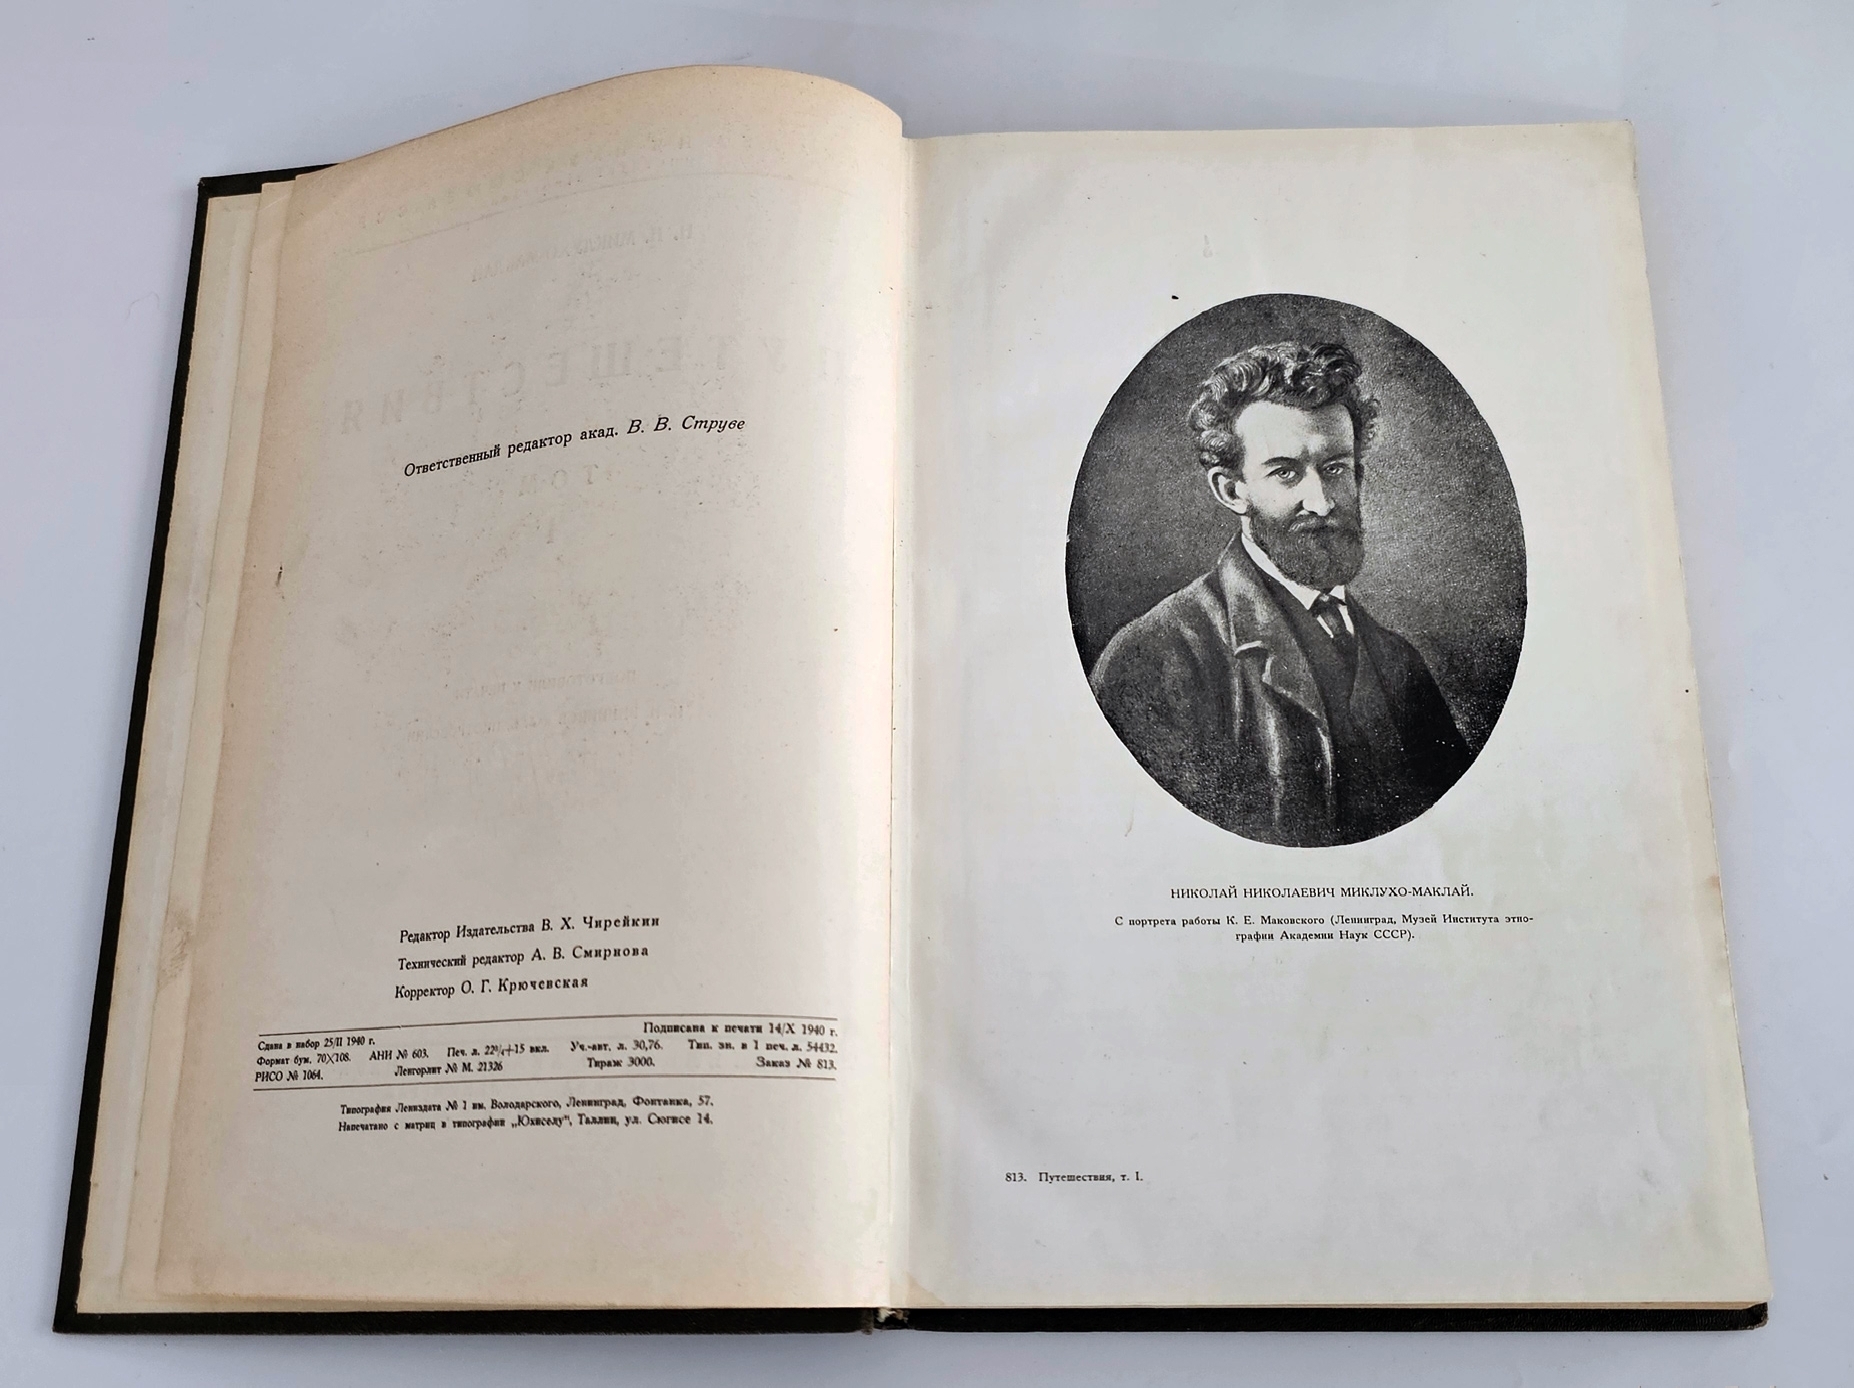 Ответственный редактор акад. В. В. Струве
Редактор Издательства В. Х. Чирейкин
Технический редактор А. В. Смирнова
Корректор О. Г. Крючевская
Сдана в набор 25/II 1940 г. Подписана к печати 14/X 1940 г.
Формат бум. 70×108. АНИ № 603. Печ. л. 22³/₄+15 вкл. Уч.-авт. л. 30,76. Тип. зн. в 1 печ. л. 54432.
РИСО № 1064. Ленгорлит № М. 21326 Тираж 3000. Заказ № 813.
Типография Лениздата № 1 им. Володарского, Ленинград, Фонтанка, 57.
Напечатано с матриц в типографии „Юхиселу", Таллин, ул. Сюгисе 14.
НИКОЛАЙ НИКОЛАЕВИЧ МИКЛУХО-МАКЛАЙ.
С портрета работы К. Е. Маковского (Ленинград, Музей Института этно-
графии Академии Наук СССР).
813. Путешествия, т. I.